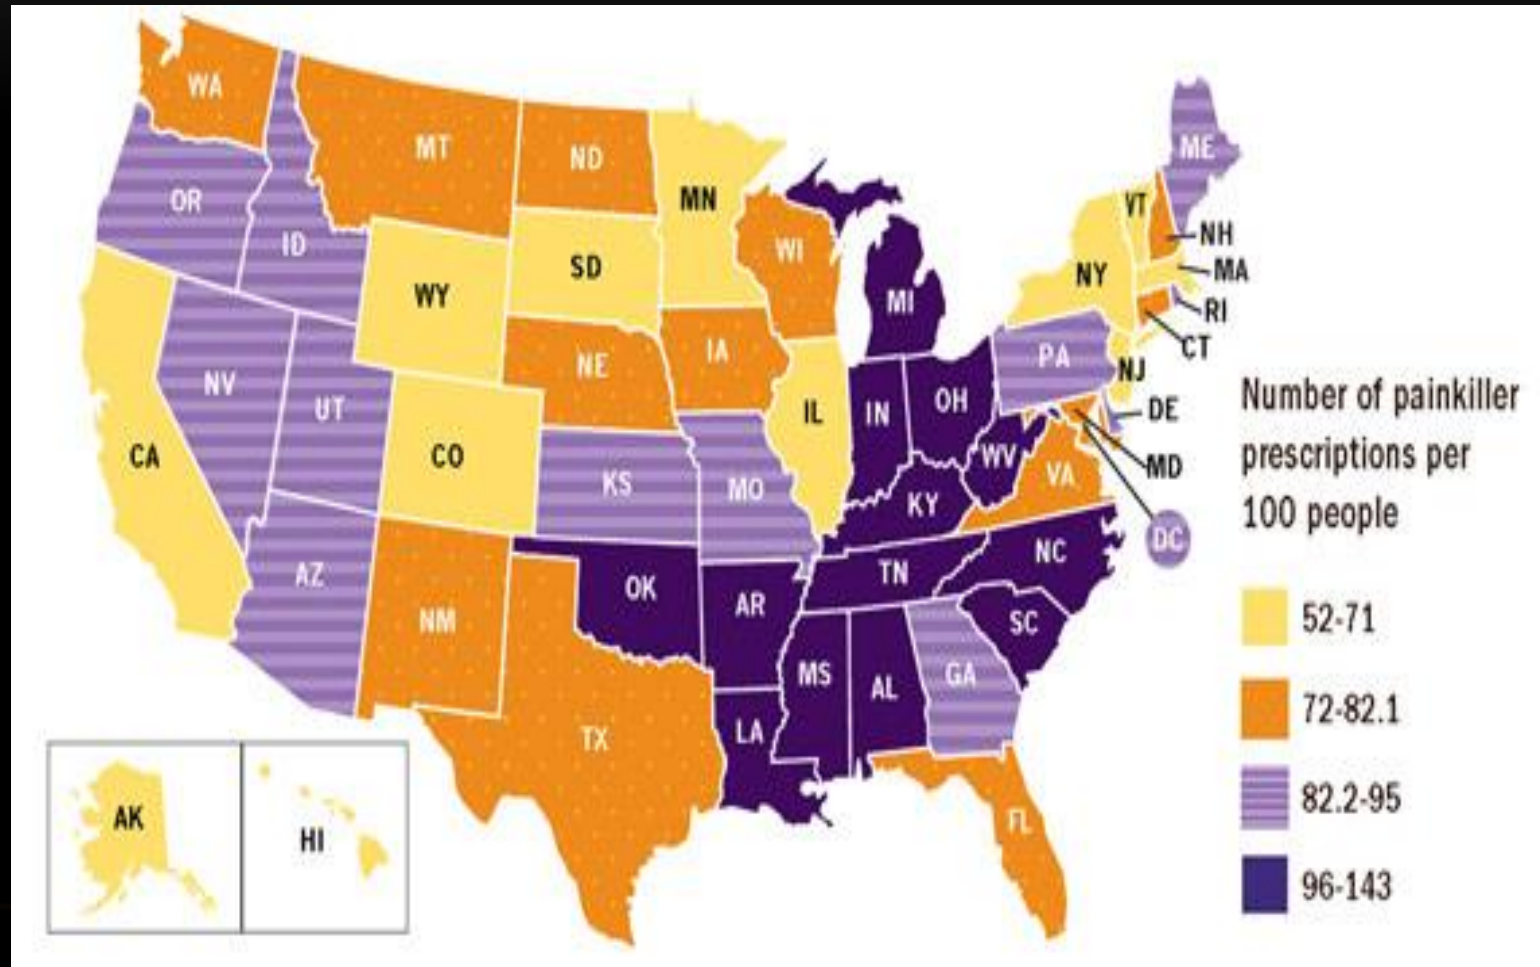 WA
MT
ND
MN
ME
OR
ID
WY
SD
WI
MI
VT
NY
NH
MA
RI
CT
NV
UT
CO
NE
IA
IL
IN
OH
PA
NJ
DE
MD
CA
KS
MO
KY
WV
VA
DC
AZ
NM
OK
AR
TN
NC
SC
TX
LA
MS
AL
GA
FL
AK
HI
Number of painkiller
prescriptions per
100 people
52-71
72-82.1
82.2-95
96-143